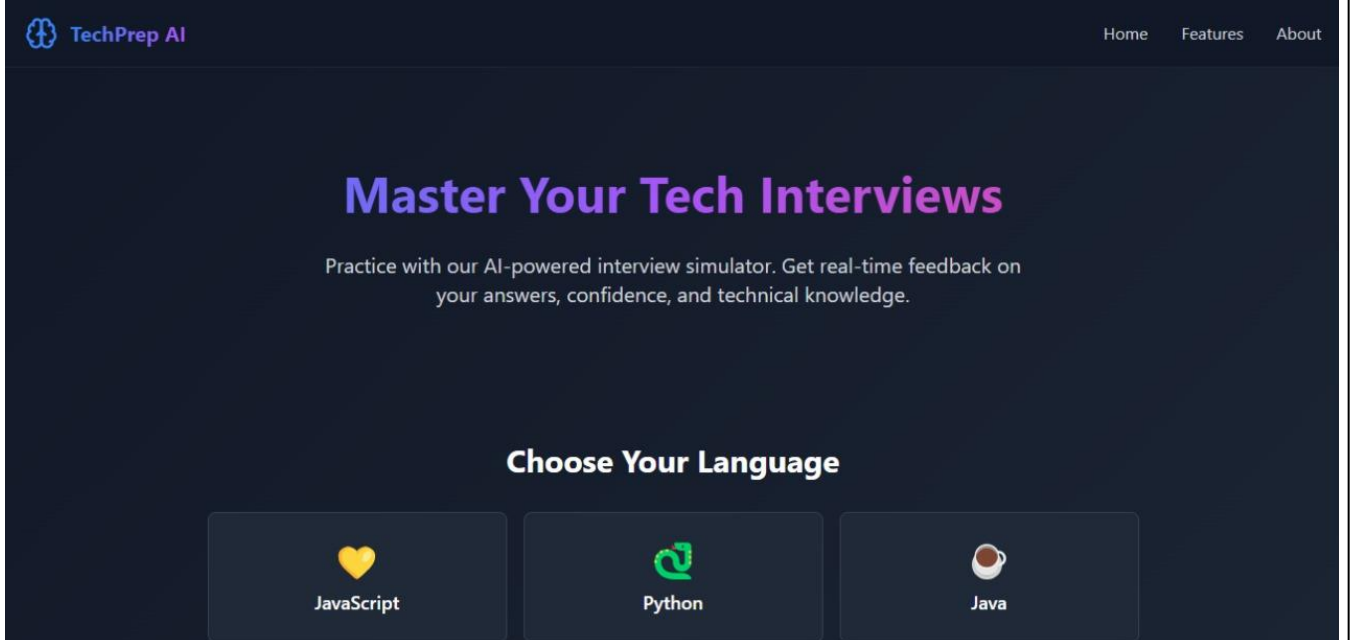 TechPrep AI
Home Features About
Master Your Tech Interviews
Practice with our AI-powered interview simulator. Get real-time feedback on
your answers, confidence, and technical knowledge.
Choose Your Language
JavaScript Python Java